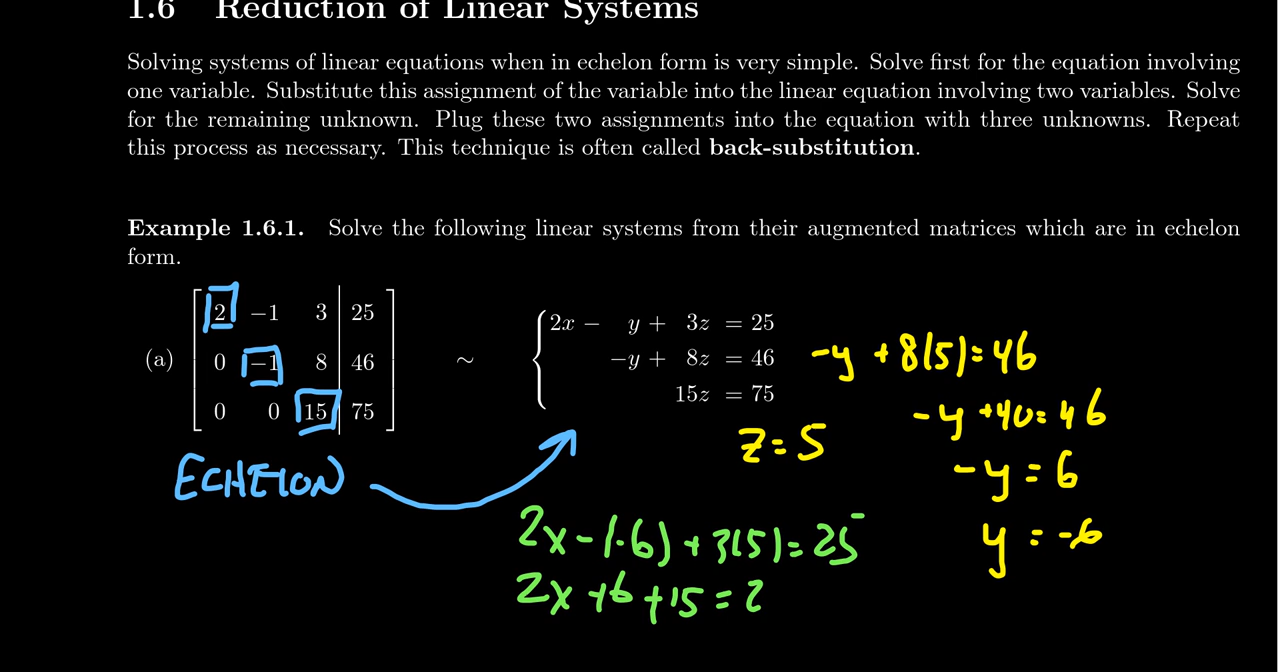 1.6 Reduction of Linear Systems
Solving systems of linear equations when in echelon form is very simple. Solve first for the equation involving
one variable. Substitute this assignment of the variable into the linear equation involving two variables. Solve
for the remaining unknown. Plug these two assignments into the equation with three unknowns. Repeat
this process as necessary. This technique is often called back-substitution.
Example 1.6.1. Solve the following linear systems from their augmented matrices which are in echelon
form.
(a) [ 2 −1 3 | 25 ]
[ 0 −1 8 | 46 ]
[ 0 0 15 | 75 ]
∼
{ 2x − y + 3z = 25
−y + 8z = 46
15z = 75
z = 5
-y + 8(5) = 46
-y + 40 = 46
-y = 6
y = -6
ECHELON
2x - (-6) + 3(5) = 25
2x + 6 + 15 = 2